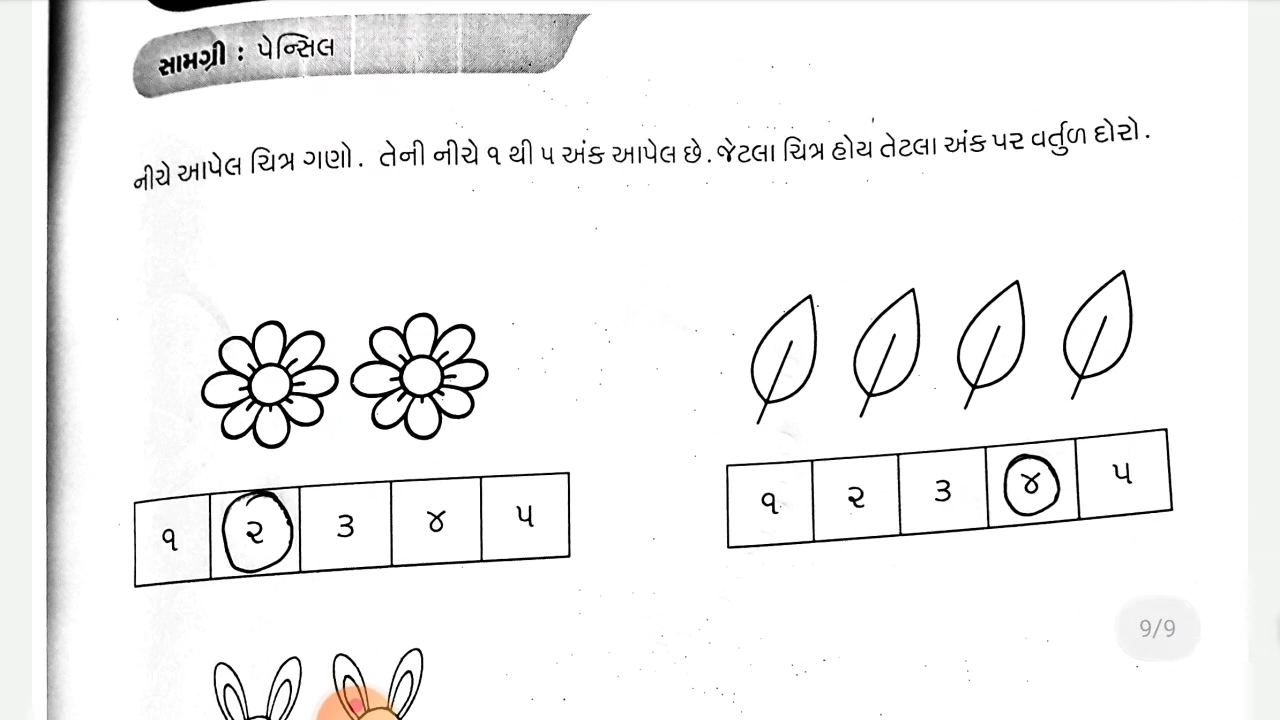 સામગ્રી : પેન્સિલ
નીચે આપેલ ચિત્ર ગણો. તેની નીચે ૧ થી ૫ અંક આપેલ છે. જેટલા ચિત્ર હોય તેટલા અંક પર વર્તુળ દોરો.
૧ ૨ ૩ ૪ ૫
૧ ૨ ૩ ૪ ૫
9/9